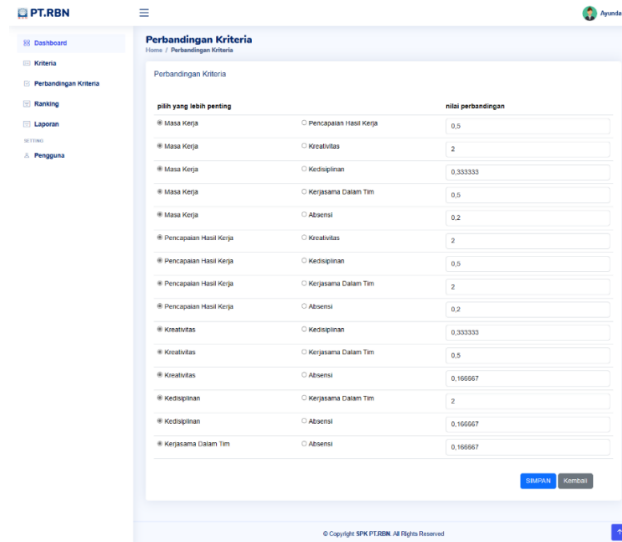 PT.RBN
Ayunda
Dashboard
Kriteria
Perbandingan Kriteria
Ranking
Laporan
SETTING
Pengguna
Perbandingan Kriteria
Home / Perbandingan Kriteria
Perbandingan Kriteria
pilih yang lebih penting nilai perbandingan
Masa Kerja Pencapaian Hasil Kerja 0,5
Masa Kerja Kreativitas 2
Masa Kerja Kedisiplinan 0,333333
Masa Kerja Kerjasama Dalam Tim 0,5
Masa Kerja Absensi 0,2
Pencapaian Hasil Kerja Kreativitas 2
Pencapaian Hasil Kerja Kedisiplinan 0,5
Pencapaian Hasil Kerja Kerjasama Dalam Tim 2
Pencapaian Hasil Kerja Absensi 0,2
Kreativitas Kedisiplinan 0,333333
Kreativitas Kerjasama Dalam Tim 0,5
Kreativitas Absensi 0,166667
Kedisiplinan Kerjasama Dalam Tim 2
Kedisiplinan Absensi 0,166667
Kerjasama Dalam Tim Absensi 0,166667
SIMPAN Kembali
© Copyright SPK PT.RBN. All Rights Reserved